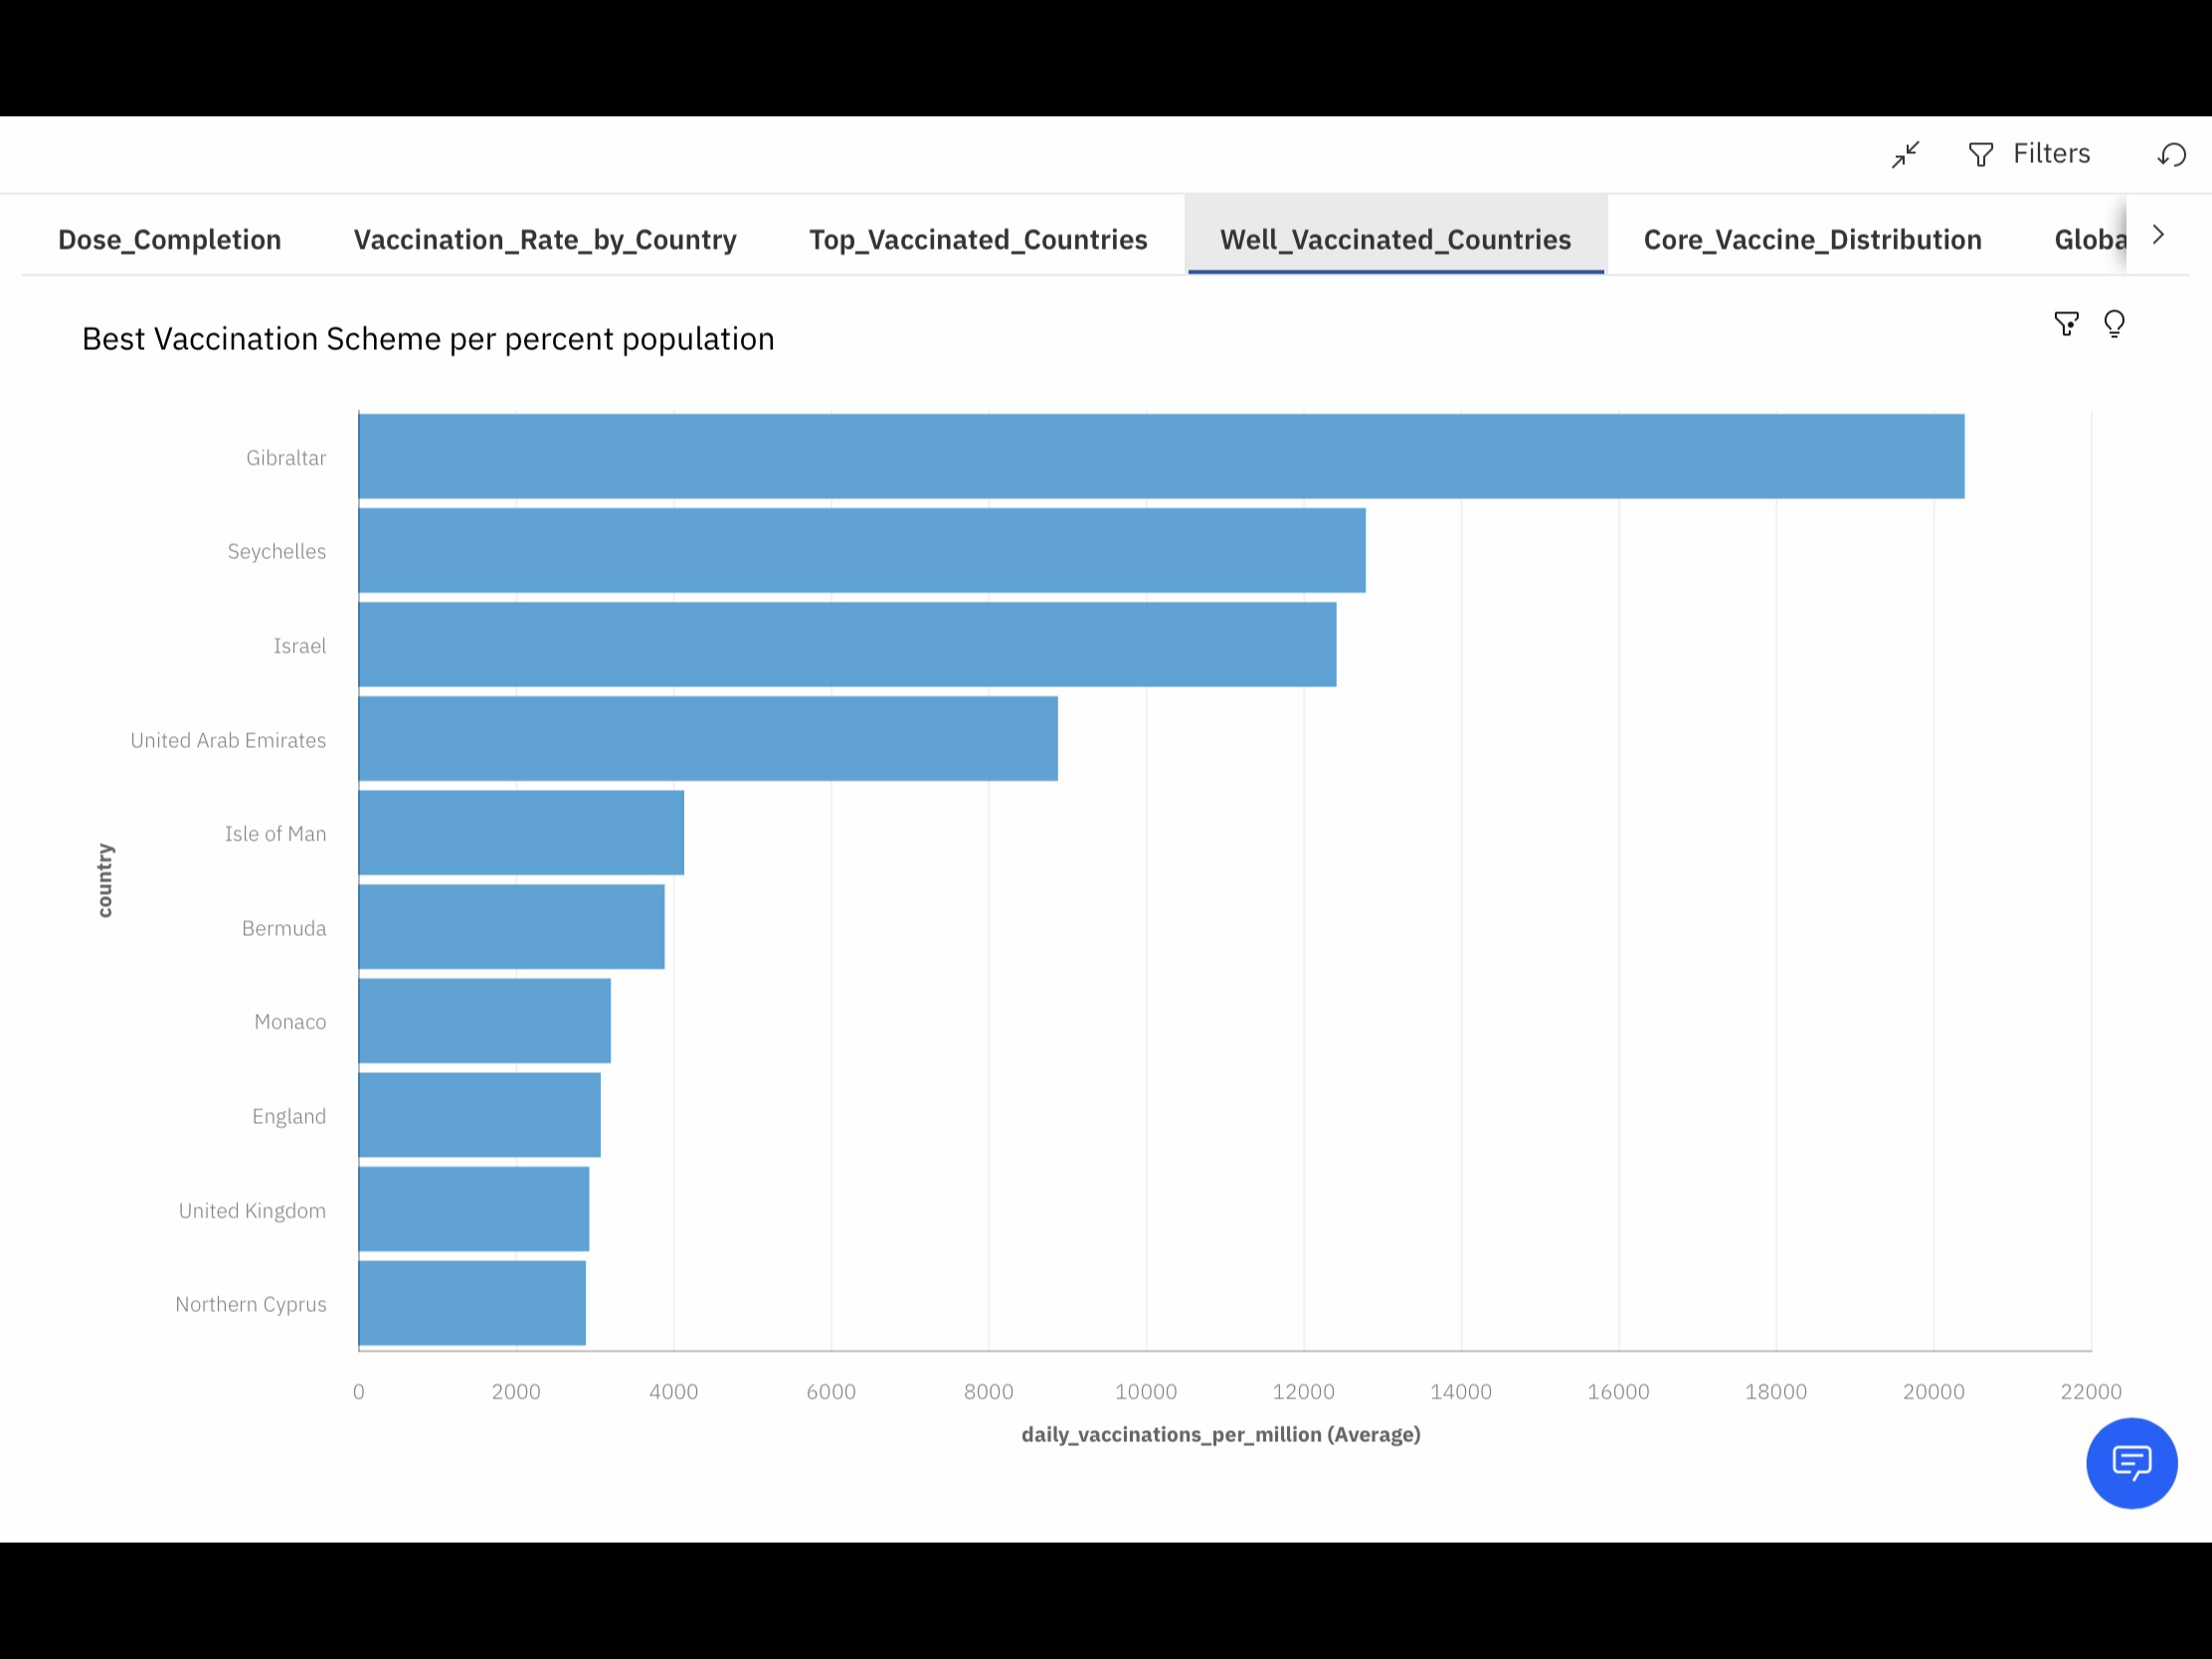 Filters
Dose_Completion
Vaccination_Rate_by_Country
Top_Vaccinated_Countries
Well_Vaccinated_Countries
Core_Vaccine_Distribution
Globa
Best Vaccination Scheme per percent population
country
Gibraltar
Seychelles
Israel
United Arab Emirates
Isle of Man
Bermuda
Monaco
England
United Kingdom
Northern Cyprus
0 2000 4000 6000 8000 10000 12000 14000 16000 18000 20000 22000
daily_vaccinations_per_million (Average)